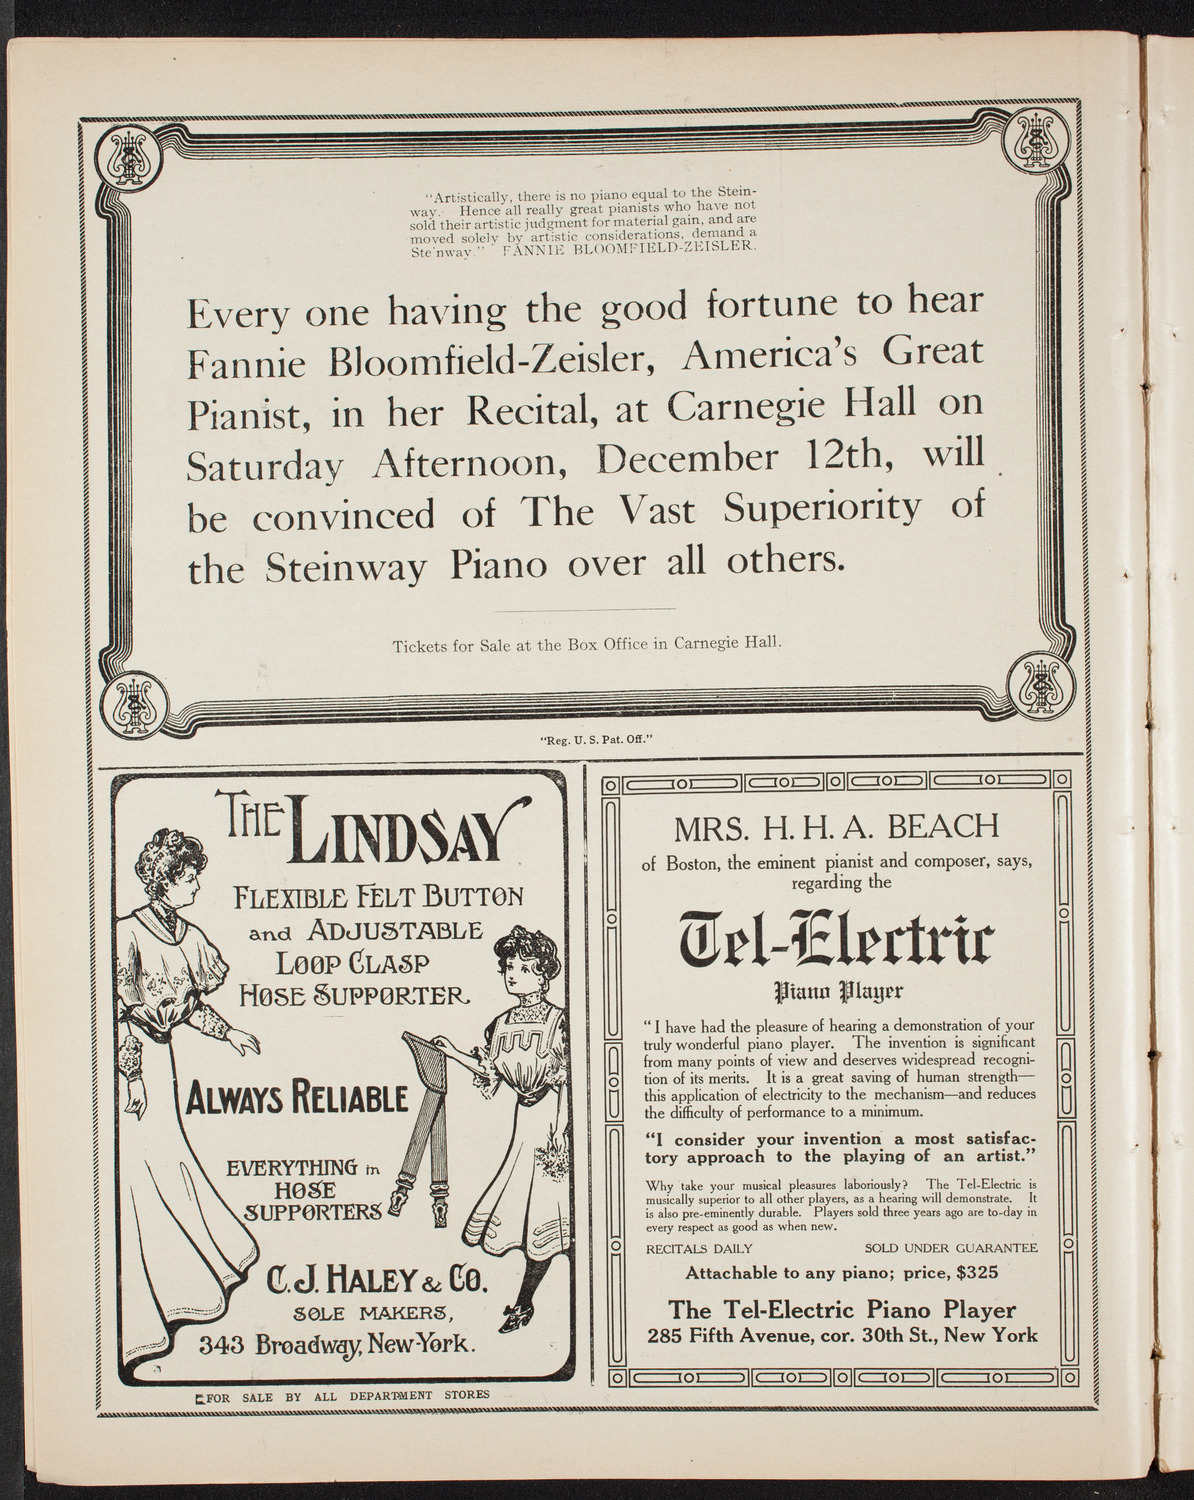 "Artistically, there is no piano equal to the Stein-
way. Hence all really great pianists who have not
sold their artistic judgment for material gain, and are
moved solely by artistic considerations, demand a
Steinway." FANNIE BLOOMFIELD-ZEISLER.
Every one having the good fortune to hear
Fannie Bloomfield-Zeisler, America's Great
Pianist, in her Recital, at Carnegie Hall on
Saturday Afternoon, December 12th, will
be convinced of The Vast Superiority of
the Steinway Piano over all others.
Tickets for Sale at the Box Office in Carnegie Hall.
"Reg. U. S. Pat. Off."
THE LINDSAY
FLEXIBLE FELT BUTTON
and ADJUSTABLE
LOOP CLASP
HOSE SUPPORTER
ALWAYS RELIABLE
EVERYTHING in
HOSE
SUPPORTERS
C. J. HALEY & CO.
SOLE MAKERS,
343 Broadway, New-York.
FOR SALE BY ALL DEPARTMENT STORES
MRS. H. H. A. BEACH
of Boston, the eminent pianist and composer, says,
regarding the
Tel-Electric
Piano Player
"I have had the pleasure of hearing a demonstration of your
truly wonderful piano player. The invention is significant
from many points of view and deserves widespread recogni-
tion of its merits. It is a great saving of human strength—
this application of electricity to the mechanism—and reduces
the difficulty of performance to a minimum.
"I consider your invention a most satisfac-
tory approach to the playing of an artist."
Why take your musical pleasures laboriously? The Tel-Electric is
musically superior to all other players, as a hearing will demonstrate. It
is also pre-eminently durable. Players sold three years ago are to-day in
every respect as good as when new.
RECITALS DAILY SOLD UNDER GUARANTEE
Attachable to any piano; price, $325
The Tel-Electric Piano Player
285 Fifth Avenue, cor. 30th St., New York